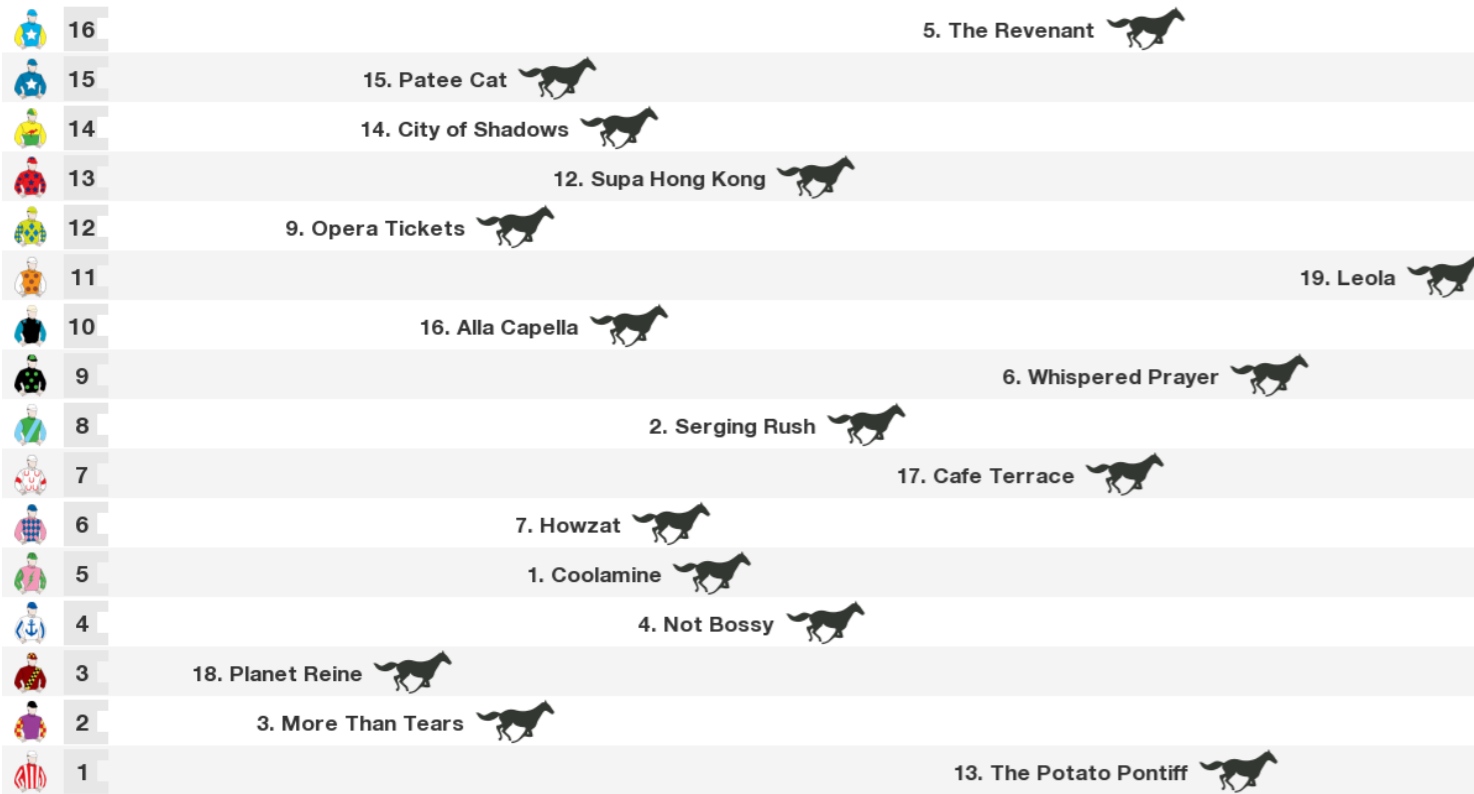 16 5. The Revenant
15 15. Patee Cat
14 14. City of Shadows
13 12. Supa Hong Kong
12 9. Opera Tickets
11 19. Leola
10 16. Alla Capella
9 6. Whispered Prayer
8 2. Serging Rush
7 17. Cafe Terrace
6 7. Howzat
5 1. Coolamine
4 4. Not Bossy
3 18. Planet Reine
2 3. More Than Tears
1 13. The Potato Pontiff